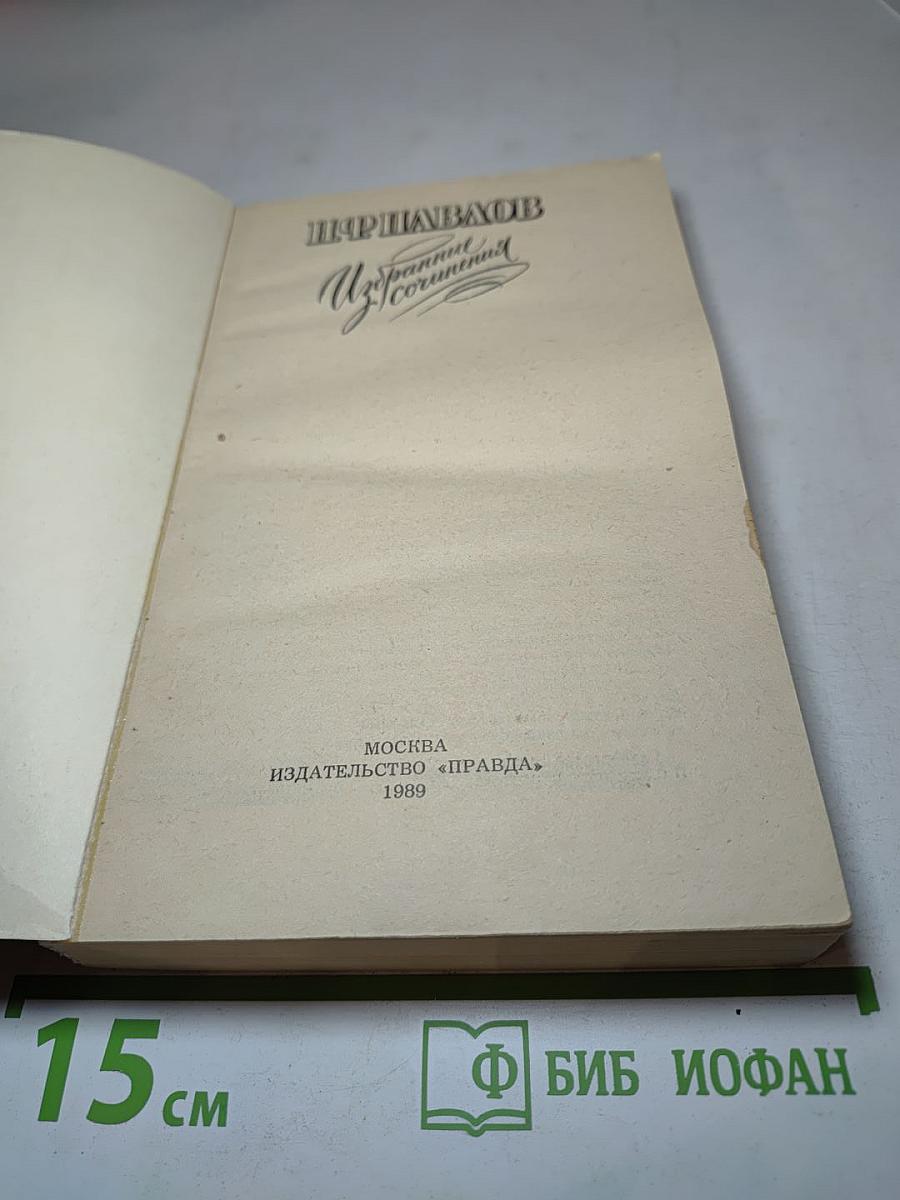 Н·Ф·ПАВЛОВ
Избранные
сочинения
МОСКВА
ИЗДАТЕЛЬСТВО «ПРАВДА»
1989
15 см
Ф БИБ ИОФАН